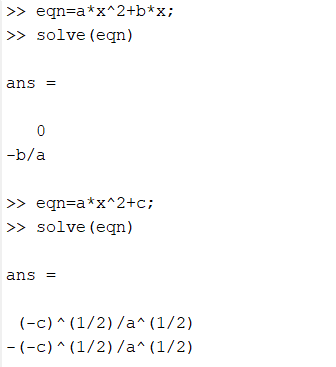 >> eqn=a*x^2+b*x;
>> solve(eqn)
ans =
0
-b/a
>> eqn=a*x^2+c;
>> solve(eqn)
ans =
(-c)^(1/2)/a^(1/2)
-(-c)^(1/2)/a^(1/2)